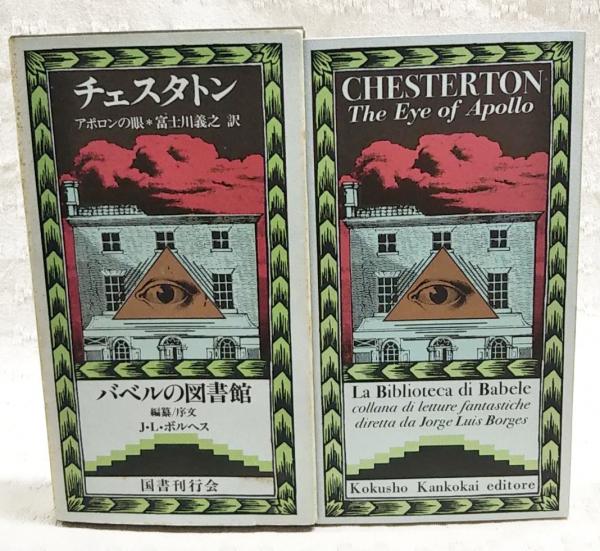 チェスタトン
アポロンの眼*富士川義之 訳
バベルの図書館
編纂/序文
J・L・ボルヘス
国書刊行会
CHESTERTON
The Eye of Apollo
La Biblioteca di Babele
collana di letture fantastiche
diretta da Jorge Luis Borges
Kokusho Kankokai editore